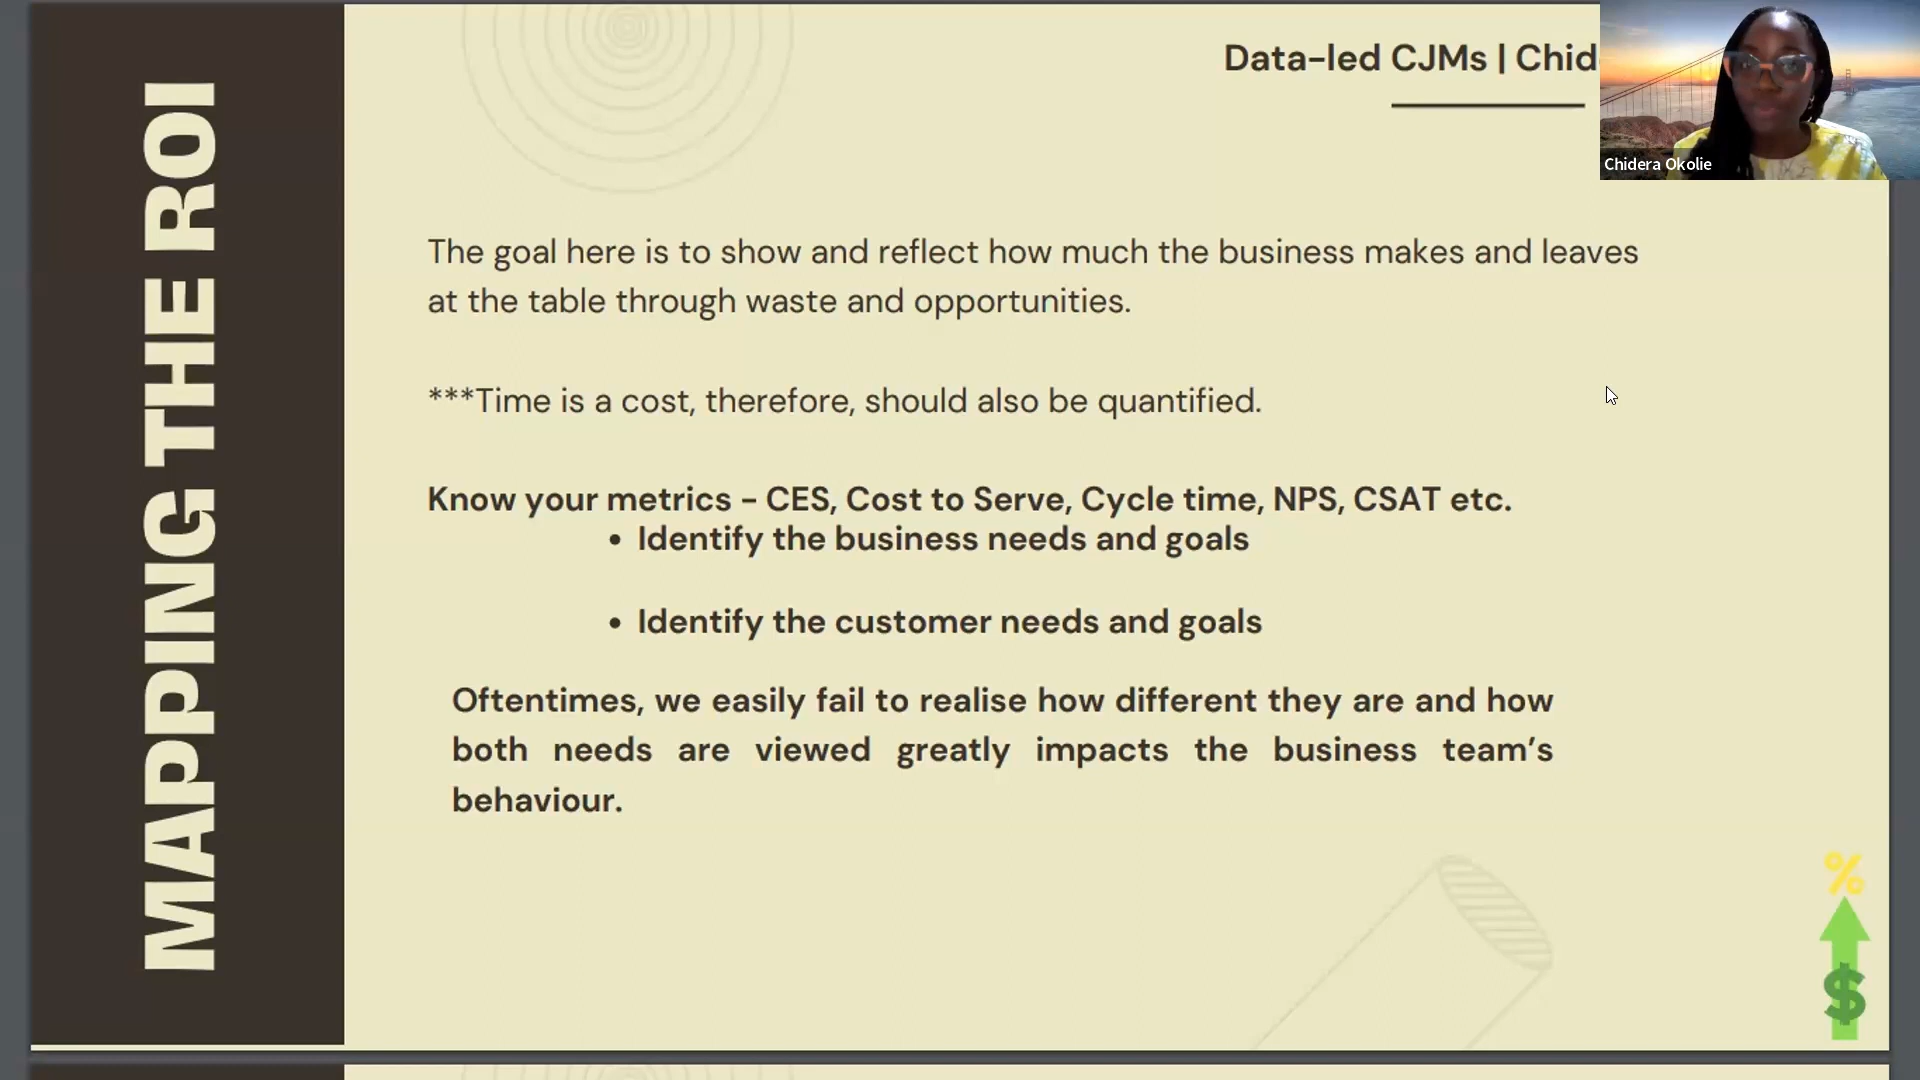 MAPPING THE ROI
Data-led CJMs | Chid
Chidera Okolie
The goal here is to show and reflect how much the business makes and leaves
at the table through waste and opportunities.
***Time is a cost, therefore, should also be quantified.
Know your metrics - CES, Cost to Serve, Cycle time, NPS, CSAT etc.
• Identify the business needs and goals
• Identify the customer needs and goals
Oftentimes, we easily fail to realise how different they are and how
both needs are viewed greatly impacts the business team’s
behaviour.
%
$